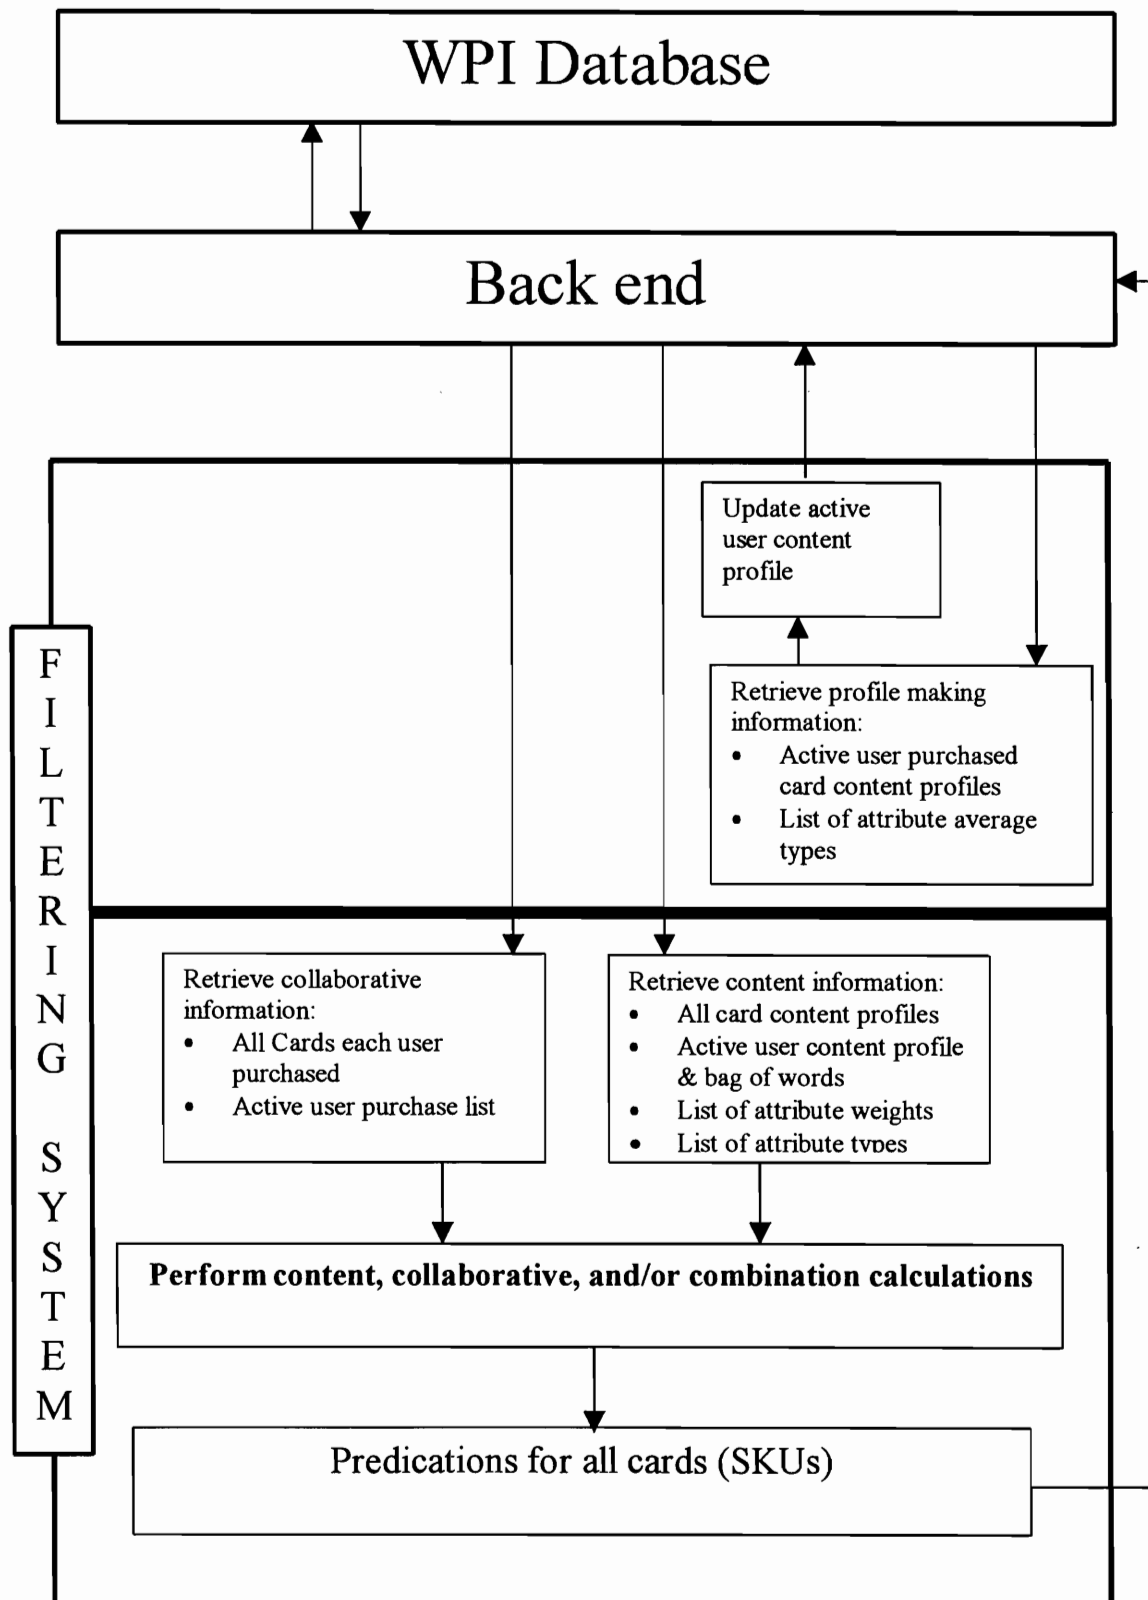 WPI Database
Back end
Update active
user content
profile
Retrieve profile making
information:
• Active user purchased
card content profiles
• List of attribute average
types
F
I
L
T
E
R
I
N
G
S
Y
S
T
E
M
Retrieve collaborative
information:
• All Cards each user
purchased
• Active user purchase list
Retrieve content information:
• All card content profiles
• Active user content profile
& bag of words
• List of attribute weights
• List of attribute types
Perform content, collaborative, and/or combination calculations
Predications for all cards (SKUs)